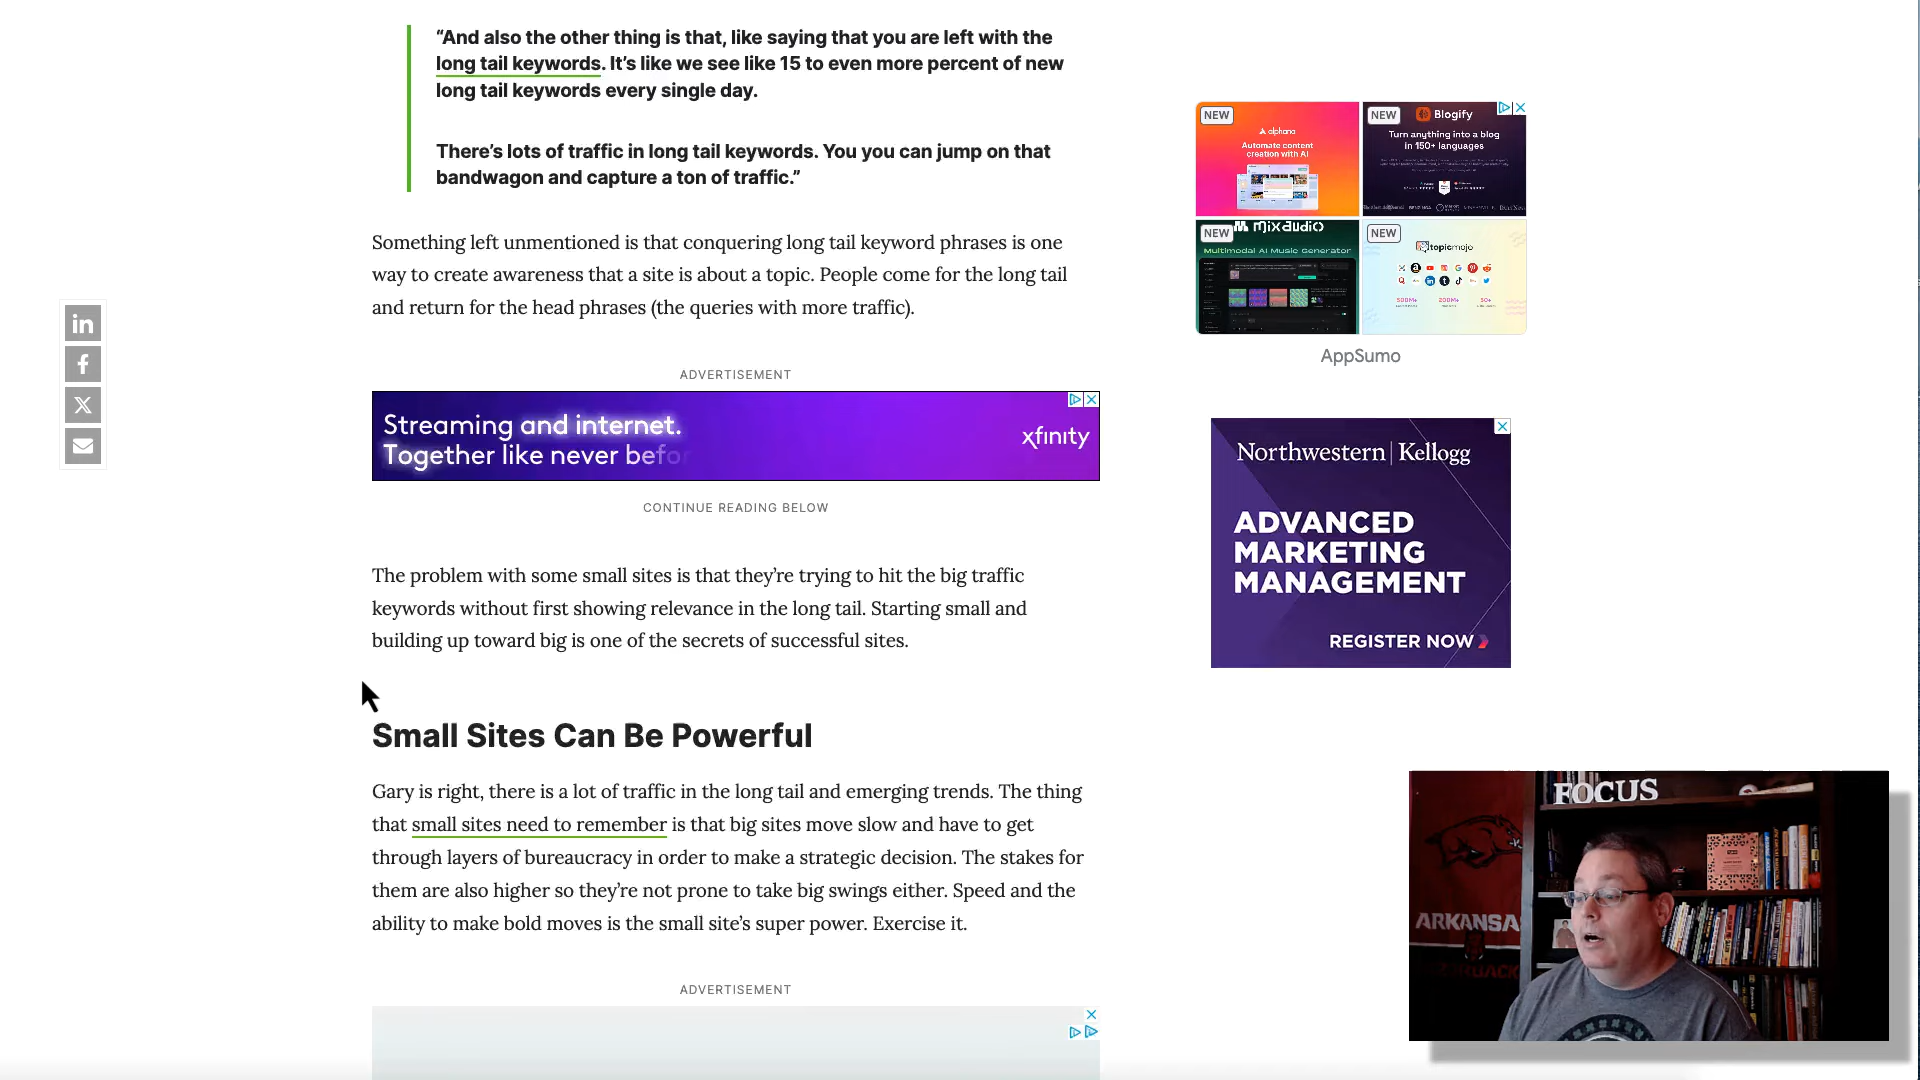 “And also the other thing is that, like saying that you are left with the
long tail keywords. It’s like we see like 15 to even more percent of new
long tail keywords every single day.
There’s lots of traffic in long tail keywords. You you can jump on that
bandwagon and capture a ton of traffic.”
Something left unmentioned is that conquering long tail keyword phrases is one
way to create awareness that a site is about a topic. People come for the long tail
and return for the head phrases (the queries with more traffic).
ADVERTISEMENT
Streaming and internet.
Together like never befor
xfinity
CONTINUE READING BELOW
The problem with some small sites is that they’re trying to hit the big traffic
keywords without first showing relevance in the long tail. Starting small and
building up toward big is one of the secrets of successful sites.
Small Sites Can Be Powerful
Gary is right, there is a lot of traffic in the long tail and emerging trends. The thing
that small sites need to remember is that big sites move slow and have to get
through layers of bureaucracy in order to make a strategic decision. The stakes for
them are also higher so they’re not prone to take big swings either. Speed and the
ability to make bold moves is the small site’s super power. Exercise it.
ADVERTISEMENT
NEW
alphana
Automate content
creation with AI
NEW
Blogify
Turn anything into a blog
in 150+ languages
NEW
mixaudio
Multimodal AI Music Generator
NEW
topicmojo
500M+
200M+
30+
AppSumo
Northwestern | Kellogg
ADVANCED
MARKETING
MANAGEMENT
REGISTER NOW
FOCUS
ARKANSAS